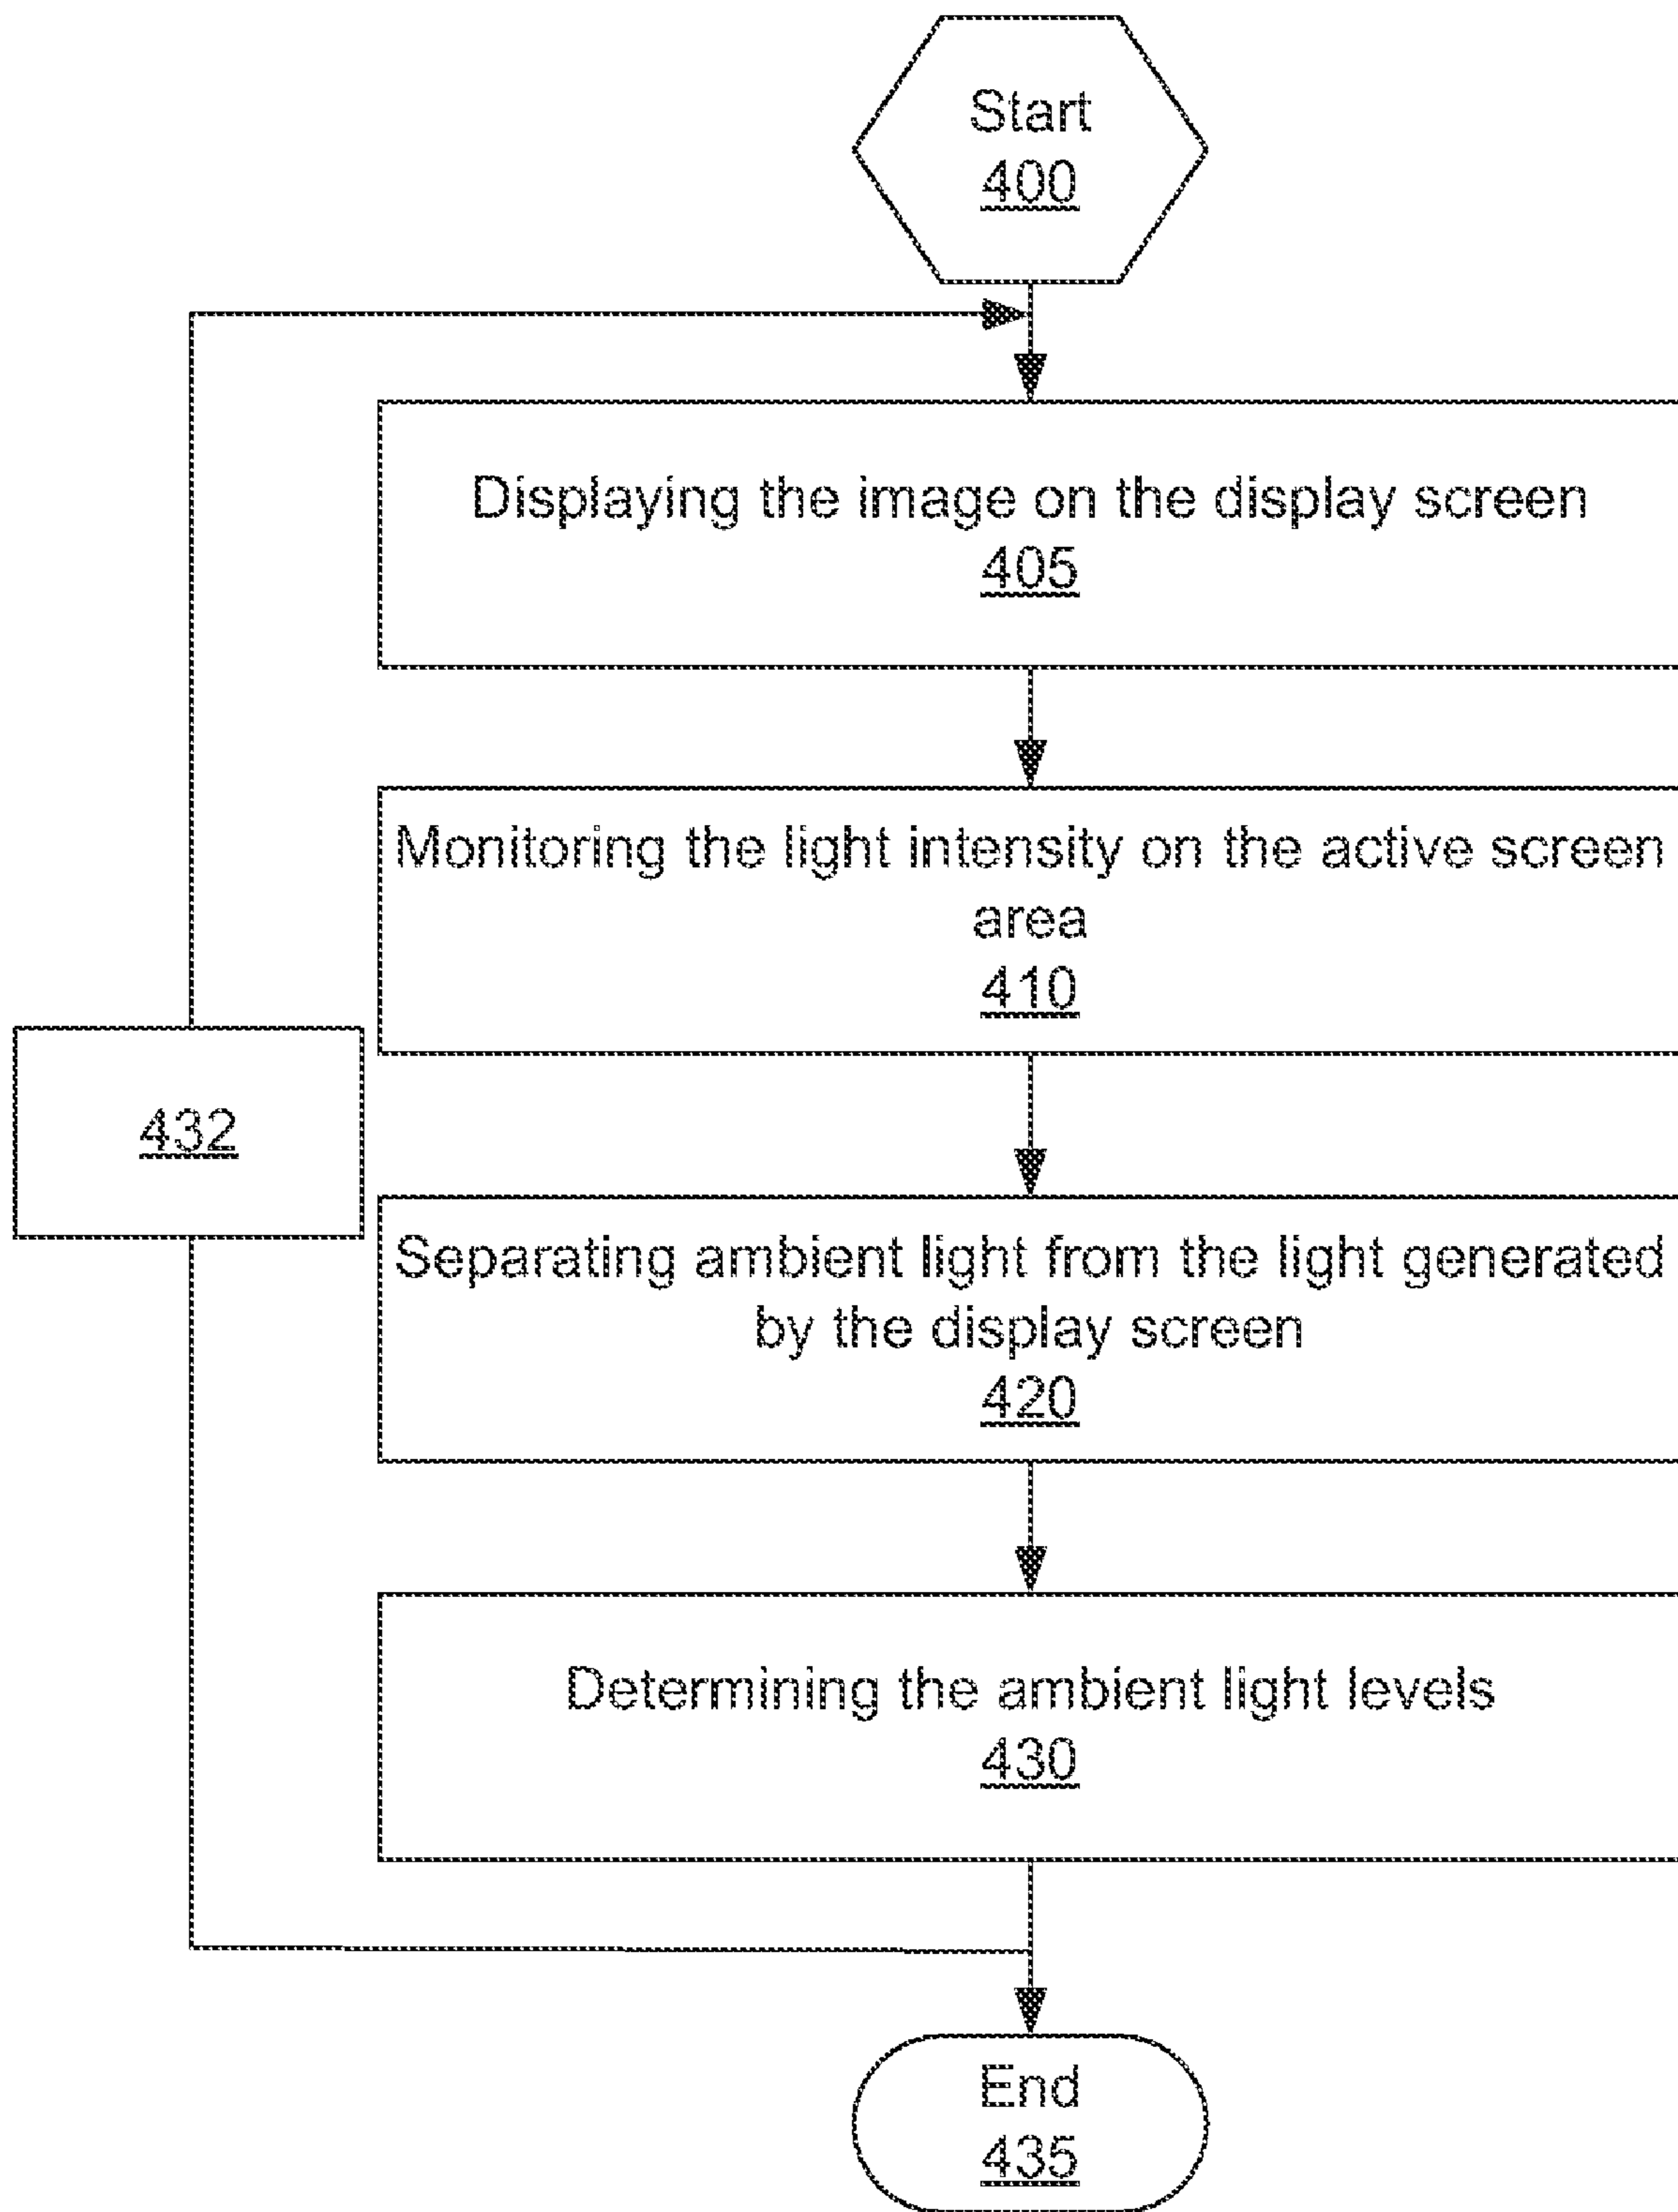 Start
400
Displaying the image on the display screen
405
Monitoring the light intensity on the active screen
area
410
432
Separating ambient light from the light generated
by the display screen
420
Determining the ambient light levels
430
End
435